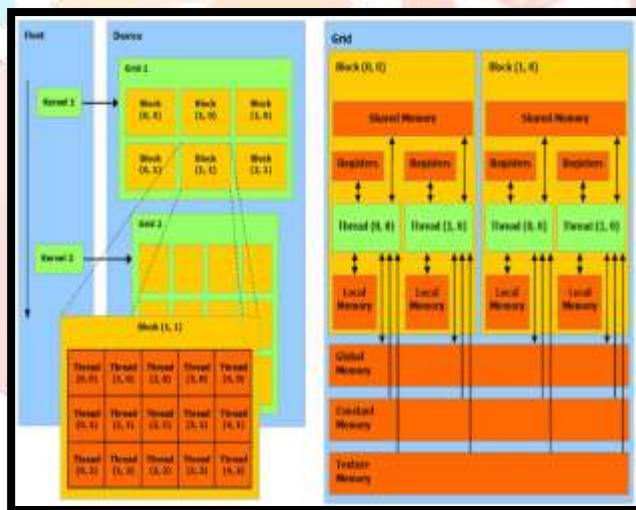 Host
Device
Grid 1
Kernel 1
Block
(0, 0)
Block
(1, 0)
Block
(2, 0)
Block
(0, 1)
Block
(1, 1)
Block
(2, 1)
Grid 2
Kernel 2
Block (1, 1)
Thread
(0, 0)
Thread
(1, 0)
Thread
(2, 0)
Thread
(3, 0)
Thread
(4, 0)
Thread
(0, 1)
Thread
(1, 1)
Thread
(2, 1)
Thread
(3, 1)
Thread
(4, 1)
Thread
(0, 2)
Thread
(1, 2)
Thread
(2, 2)
Thread
(3, 2)
Thread
(4, 2)
Grid
Block (0, 0)
Block (1, 0)
Shared Memory
Shared Memory
Registers
Registers
Registers
Registers
Thread (0, 0)
Thread (1, 0)
Thread (0, 0)
Thread (1, 0)
Local
Memory
Local
Memory
Local
Memory
Local
Memory
Global
Memory
Constant
Memory
Texture
Memory